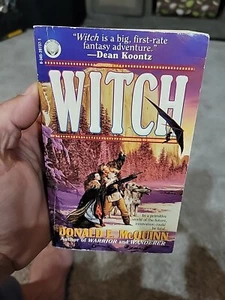 "Witch is a big, first-rate
fantasy adventure."
—Dean Koontz
WITCH
DONALD E. McQUINN
Author of WARRIOR and WANDERER